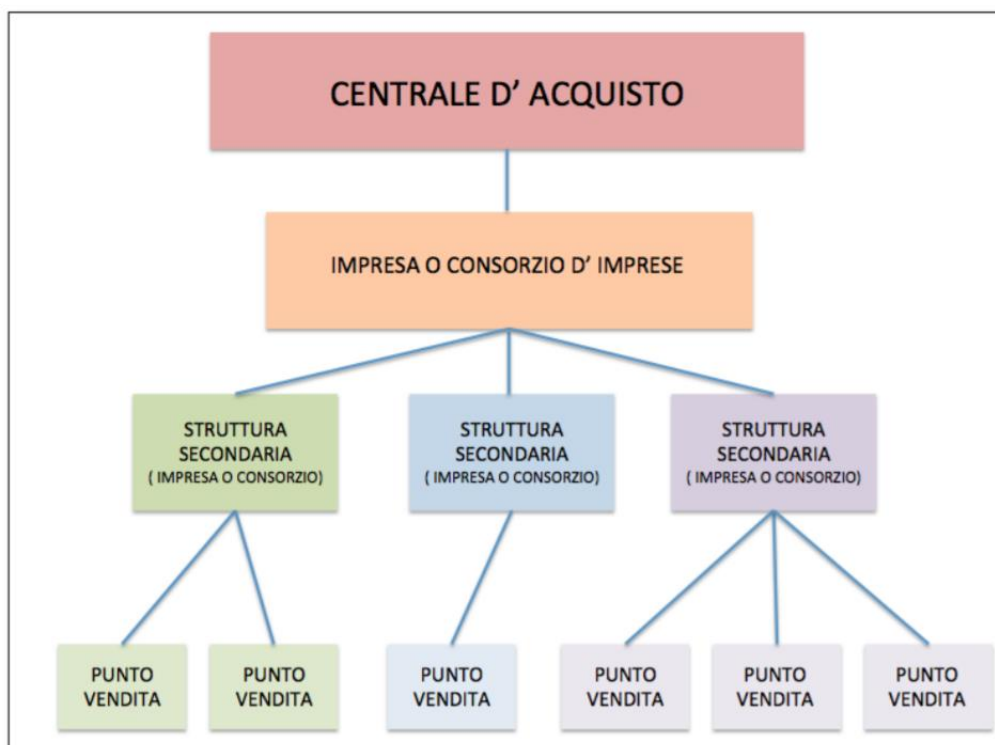 CENTRALE D' ACQUISTO
IMPRESA O CONSORZIO D' IMPRESE
STRUTTURA
SECONDARIA
( IMPRESA O CONSORZIO)
STRUTTURA
SECONDARIA
( IMPRESA O CONSORZIO)
STRUTTURA
SECONDARIA
( IMPRESA O CONSORZIO)
PUNTO
VENDITA
PUNTO
VENDITA
PUNTO
VENDITA
PUNTO
VENDITA
PUNTO
VENDITA
PUNTO
VENDITA